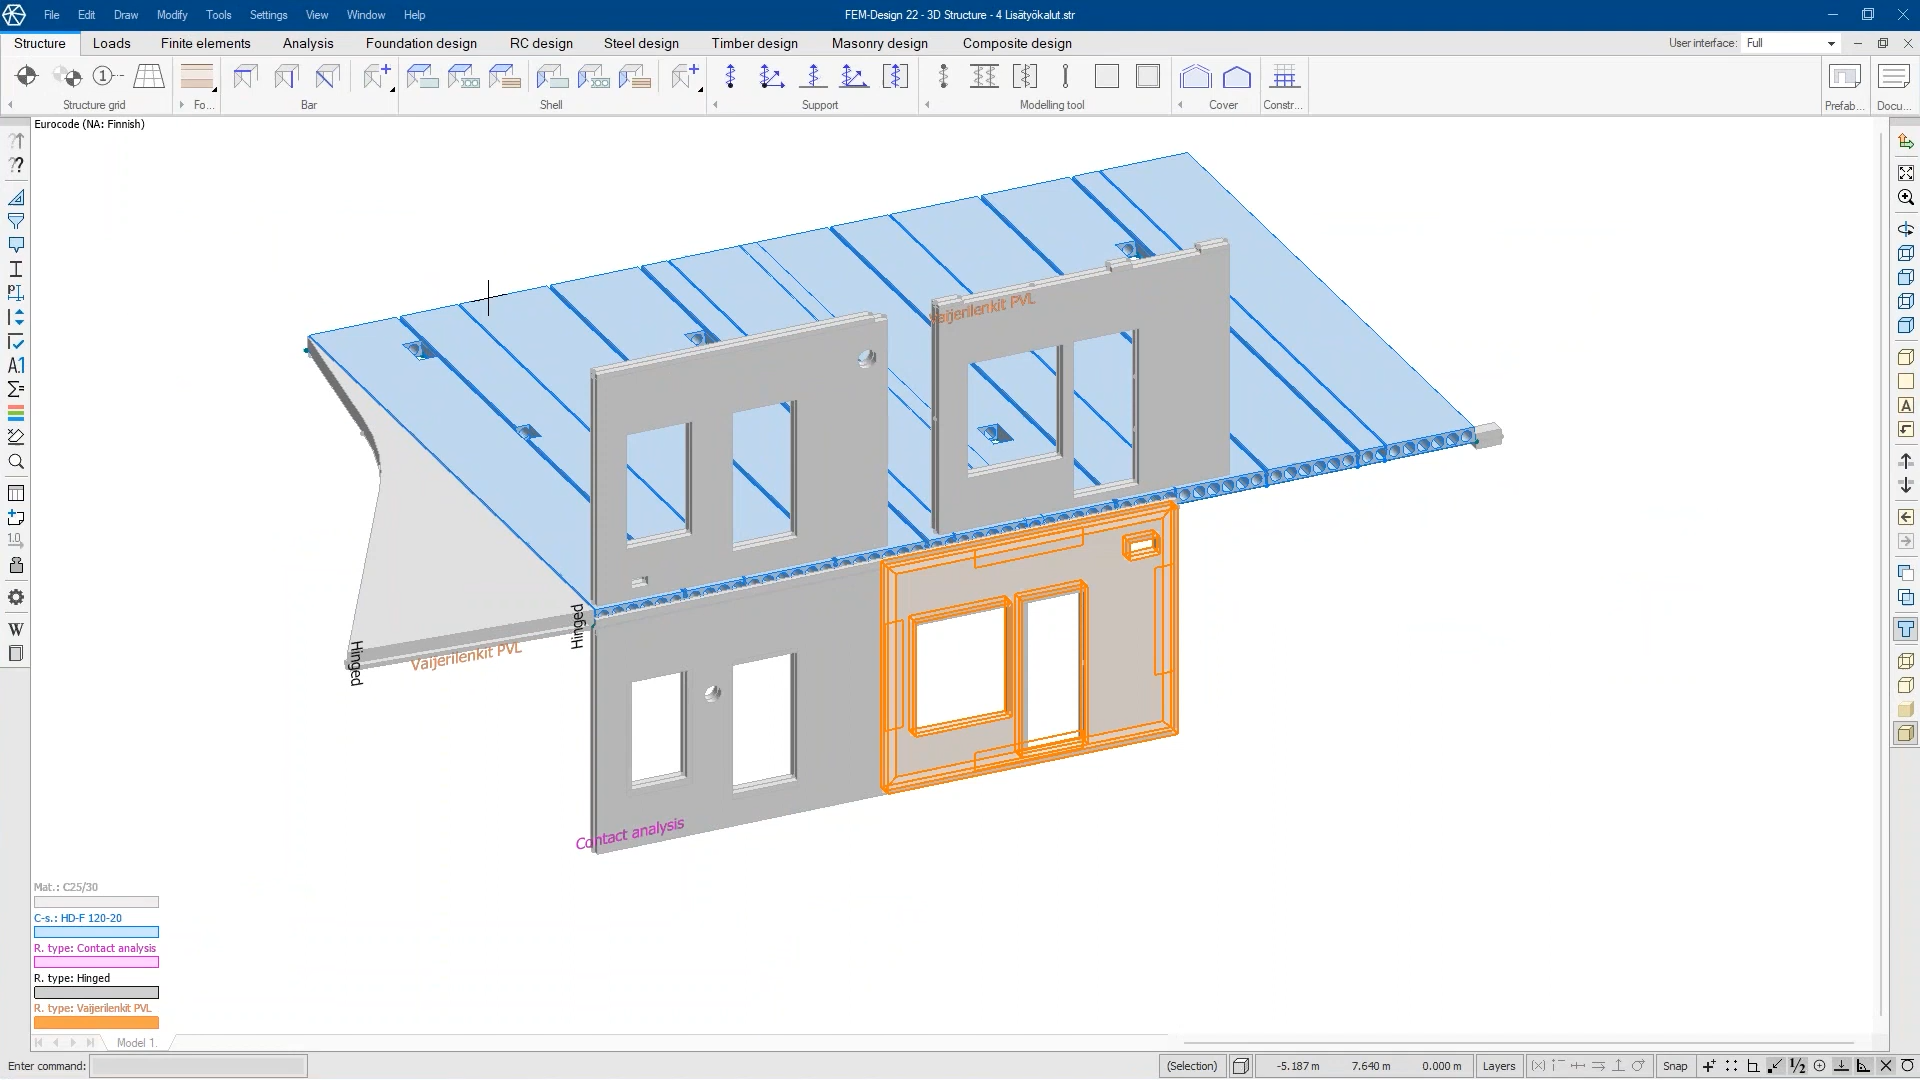 File Edit Draw Modify Tools Settings View Window Help
FEM-Design 22 - 3D Structure - 4 Lisätyökalut.str
Structure Loads Finite elements Analysis Foundation design RC design Steel design Timber design Masonry design Composite design
User interface: Full
Structure grid Fo... Bar Shell Support Modelling tool Cover Constr... Prefab... Docu...
Eurocode (NA: Finnish)
Vaijerilenkit PVL
Hinged
Hinged
Vaijerilenkit PVL
Contact analysis
Mat.: C25/30
C-s.: HD-F 120-20
R. type: Contact analysis
R. type: Hinged
R. type: Vaijerilenkit PVL
Model 1.
Enter command:
(Selection) -5.187 m 7.640 m 0.000 m Layers Snap